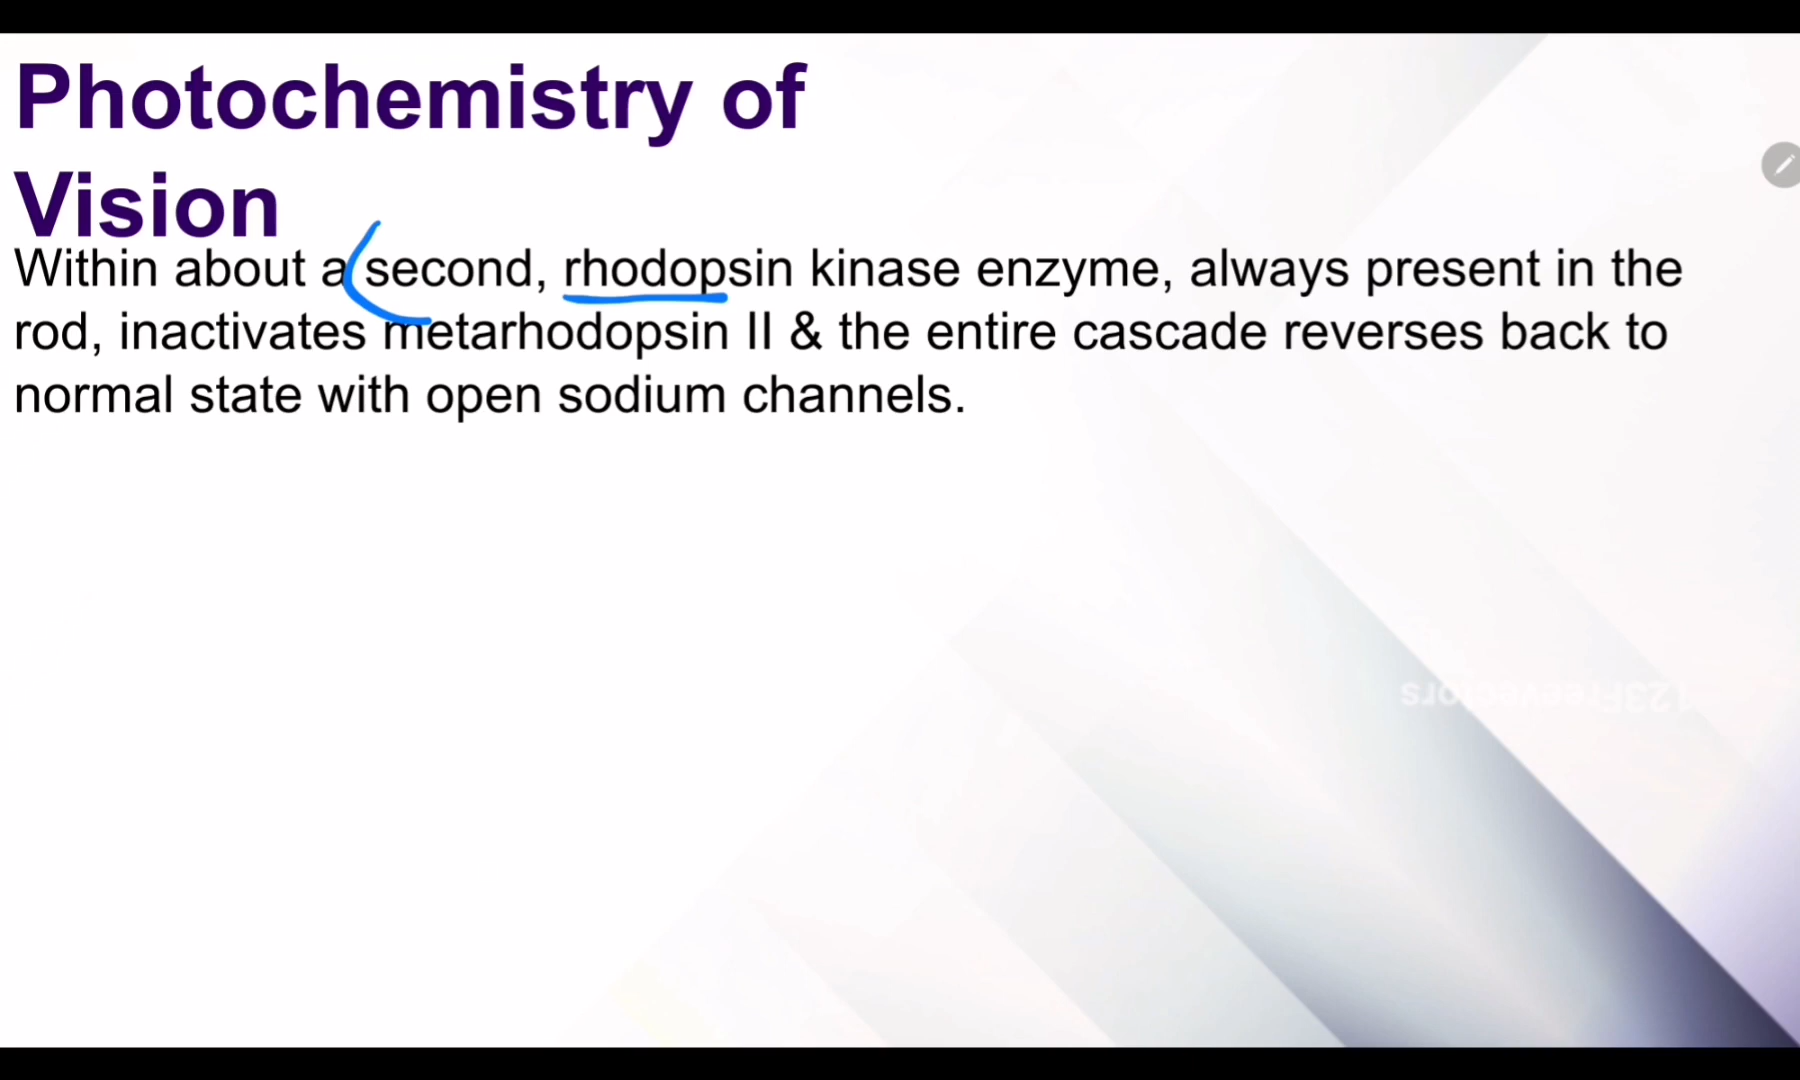 Photochemistry of
Vision
Within about a second, rhodopsin kinase enzyme, always present in the
rod, inactivates metarhodopsin II & the entire cascade reverses back to
normal state with open sodium channels.
123Freevectors